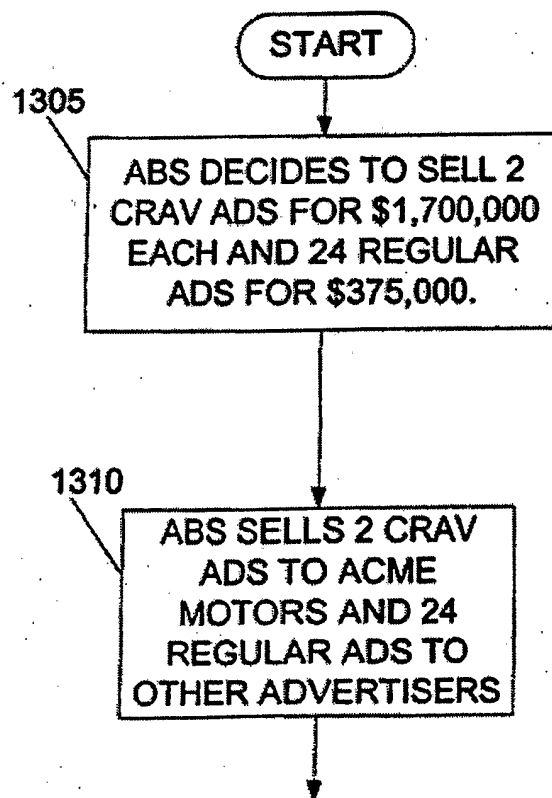 START
1305
ABS DECIDES TO SELL 2
CRAV ADS FOR $1,700,000
EACH AND 24 REGULAR
ADS FOR $375,000.
1310
ABS SELLS 2 CRAV
ADS TO ACME
MOTORS AND 24
REGULAR ADS TO
OTHER ADVERTISERS